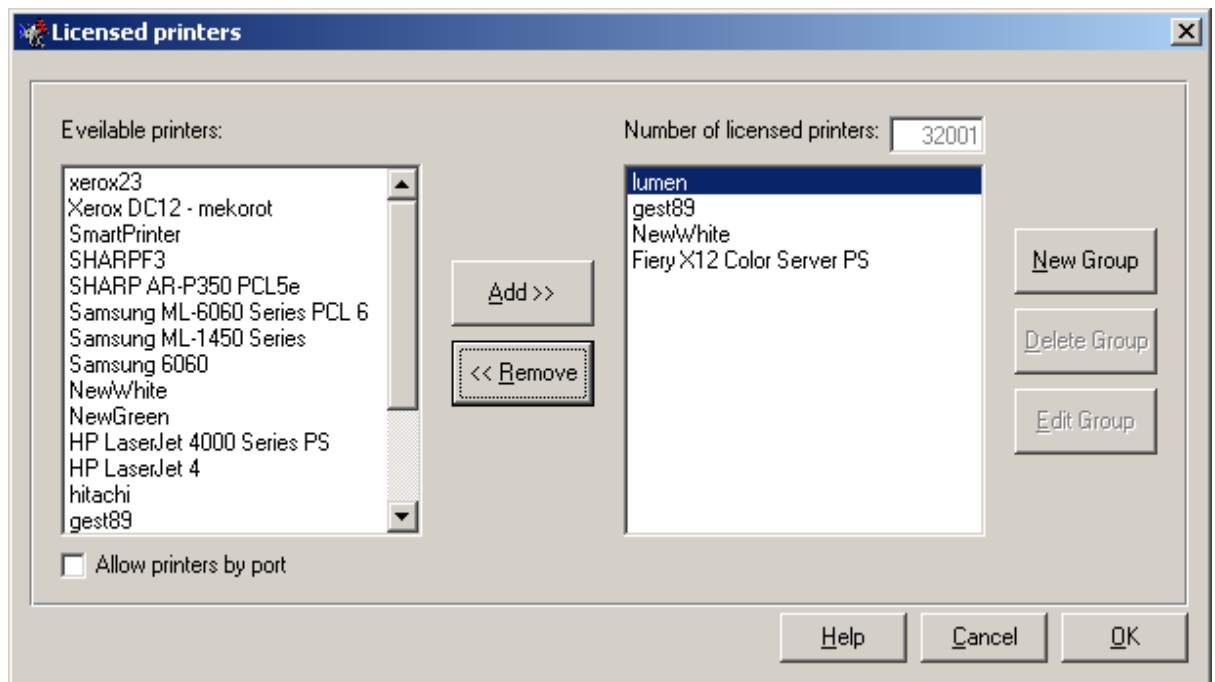 Licensed printers
Eveilable printers:
xerox23
Xerox DC12 - mekorot
SmartPrinter
SHARPF3
SHARP AR-P350 PCL5e
Samsung ML-6060 Series PCL 6
Samsung ML-1450 Series
Samsung 6060
NewWhite
NewGreen
HP LaserJet 4000 Series PS
HP LaserJet 4
hitachi
gest89
Allow printers by port
Add >>
<< Remove
Number of licensed printers: 32001
lumen
gest89
NewWhite
Fiery X12 Color Server PS
New Group
Delete Group
Edit Group
Help
Cancel
OK